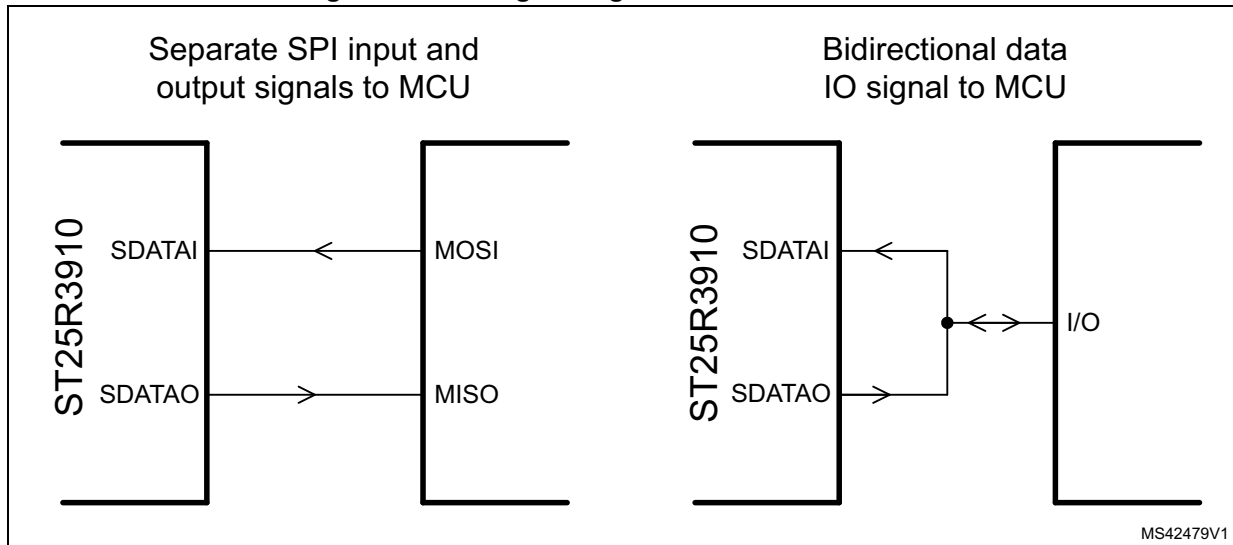 Separate SPI input and
output signals to MCU
ST25R3910
SDATAI
MOSI
SDATAO
MISO
Bidirectional data
IO signal to MCU
ST25R3910
SDATAI
I/O
SDATAO
MS42479V1